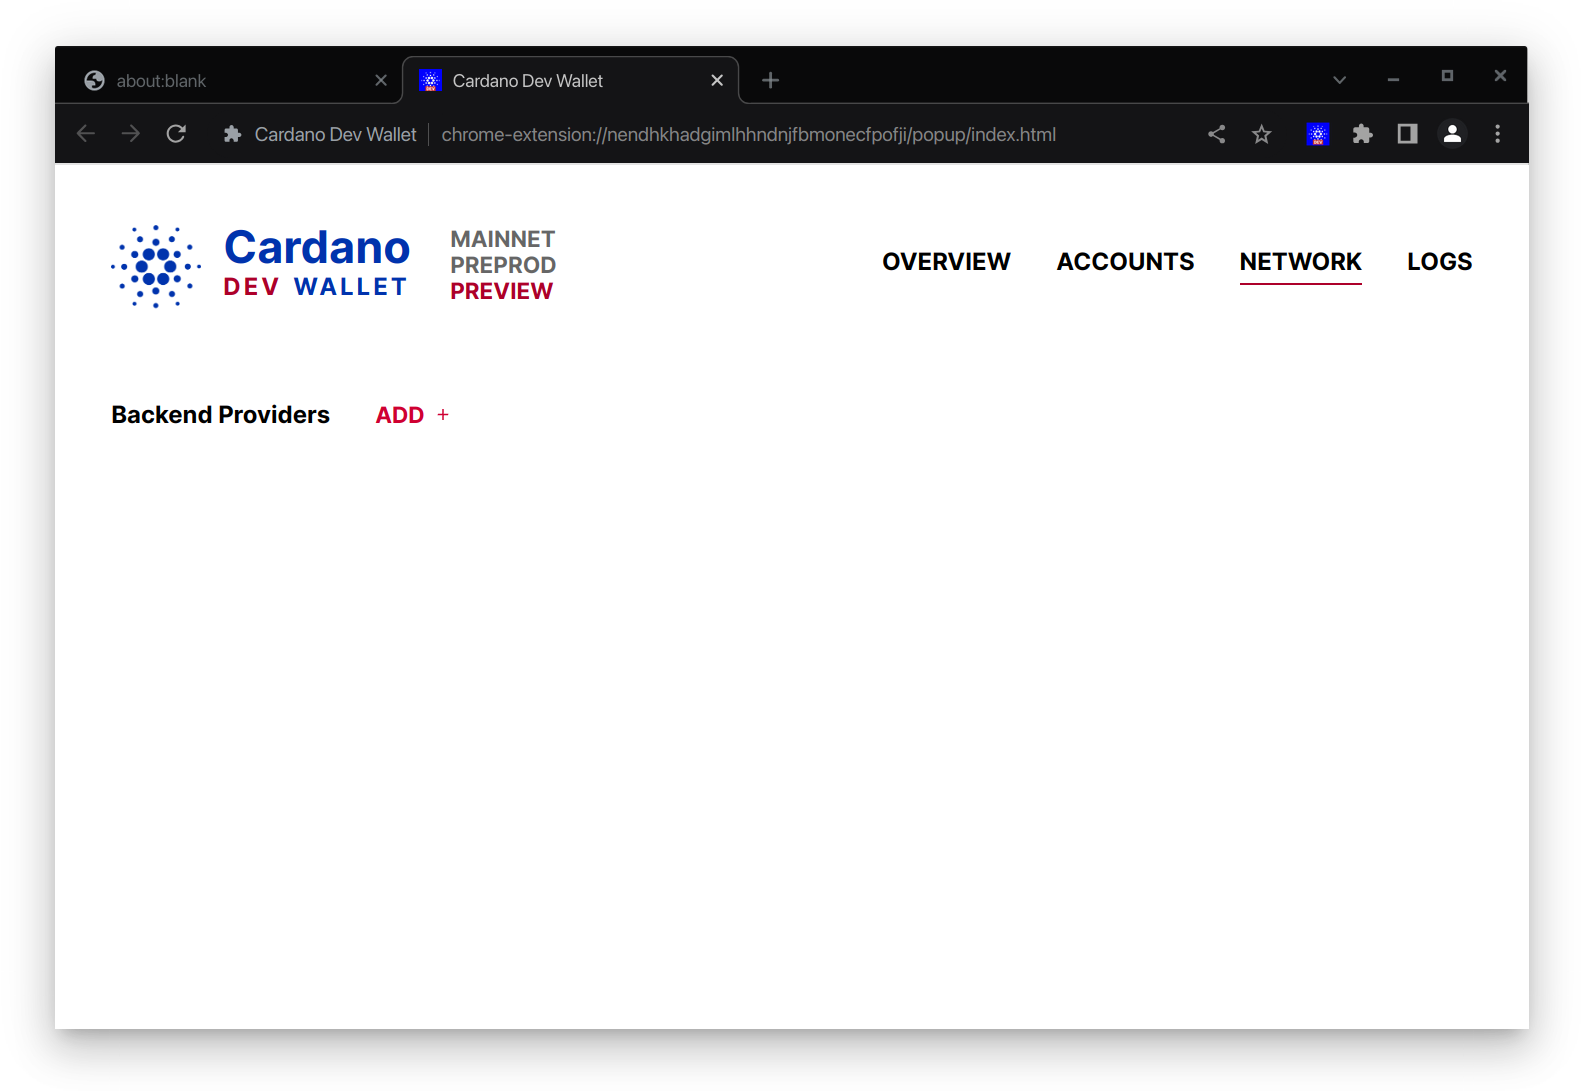 about:blank
Cardano Dev Wallet
Cardano Dev Wallet
chrome-extension://nendhkhadgimlhhndnjfbmonecfpofji/popup/index.html
Cardano
DEV WALLET
MAINNET
PREPROD
PREVIEW
OVERVIEW
ACCOUNTS
NETWORK
LOGS
Backend Providers
ADD +